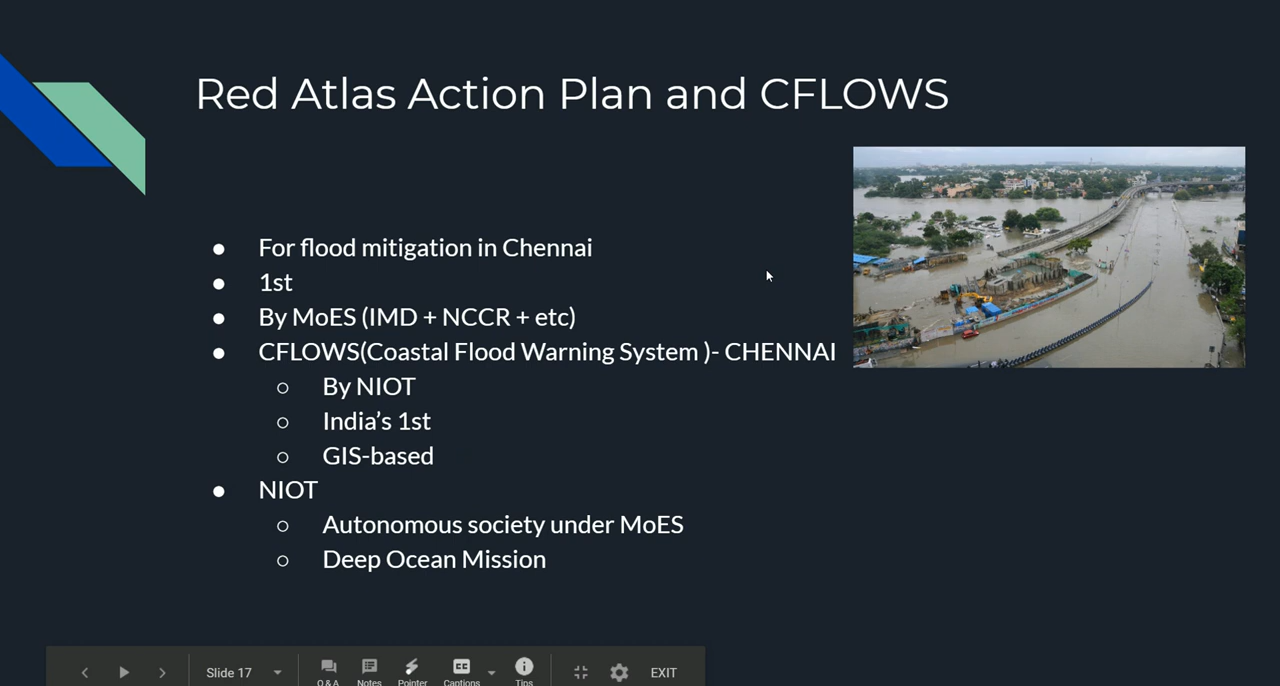 Red Atlas Action Plan and CFLOWS
● For flood mitigation in Chennai
● 1st
● By MoES (IMD + NCCR + etc)
● CFLOWS(Coastal Flood Warning System )- CHENNAI
○ By NIOT
○ India’s 1st
○ GIS-based
● NIOT
○ Autonomous society under MoES
○ Deep Ocean Mission
Slide 17
Q & A Notes Pointer Captions Tips EXIT